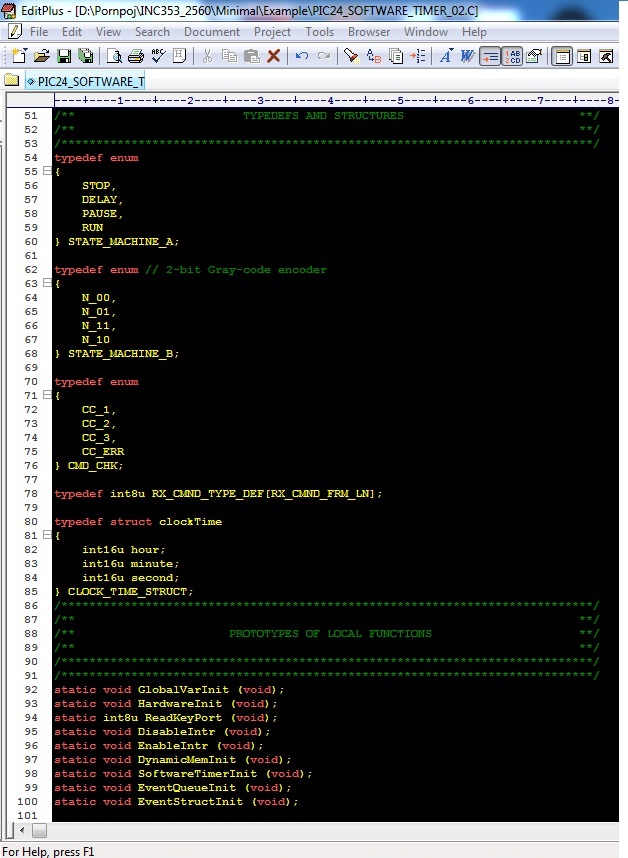 EditPlus - [D:\Pornpoj\INC353_2560\Minimal\Example\PIC24_SOFTWARE_TIMER_02.C]
File Edit View Search Document Project Tools Browser Window Help
PIC24_SOFTWARE_T
----+----1----+----2----+----3----+----4----+----5----+----6----+----7----+----8-
51 /** TYPEDEFS AND STRUCTURES **/
52 /** **/
53 /****************************************************************************/
54 typedef enum
55 {
56 STOP,
57 DELAY,
58 PAUSE,
59 RUN
60 } STATE_MACHINE_A;
61
62 typedef enum // 2-bit Gray-code encoder
63 {
64 N_00,
65 N_01,
66 N_11,
67 N_10
68 } STATE_MACHINE_B;
69
70 typedef enum
71 {
72 CC_1,
73 CC_2,
74 CC_3,
75 CC_ERR
76 } CMD_CHK;
77
78 typedef int8u RX_CMND_TYPE_DEF[RX_CMND_FRM_LN];
79
80 typedef struct clockTime
81 {
82 int16u hour;
83 int16u minute;
84 int16u second;
85 } CLOCK_TIME_STRUCT;
86 /****************************************************************************/
87 /** **/
88 /** PROTOTYPES OF LOCAL FUNCTIONS **/
89 /** **/
90 /****************************************************************************/
91 /****************************************************************************/
92 static void GlobalVarInit (void);
93 static void HardwareInit (void);
94 static int8u ReadKeyPort (void);
95 static void DisableIntr (void);
96 static void EnableIntr (void);
97 static void DynamicMemInit (void);
98 static void SoftwareTimerInit (void);
99 static void EventQueueInit (void);
100 static void EventStructInit (void);
101
For Help, press F1